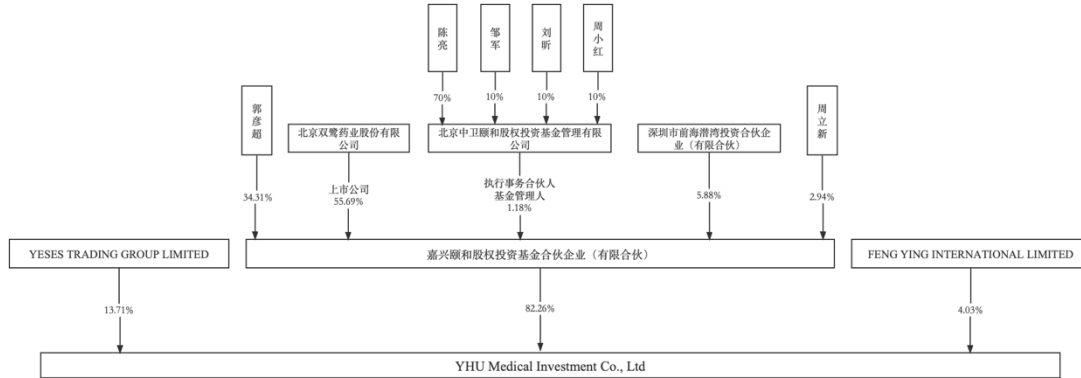 陈亮
邹军
刘昕
周小红
70%
10%
10%
10%
郭彦超
北京双鹭药业股份有限
公司
北京中卫颐和股权投资基金管理有限
公司
深圳市前海潜湾投资合伙企
业（有限合伙）
周立新
34.31%
上市公司
55.69%
执行事务合伙人
基金管理人
1.18%
5.88%
2.94%
YESES TRADING GROUP LIMITED
嘉兴颐和股权投资基金合伙企业（有限合伙）
FENG YING INTERNATIONAL LIMITED
13.71%
82.26%
4.03%
YHU Medical Investment Co., Ltd